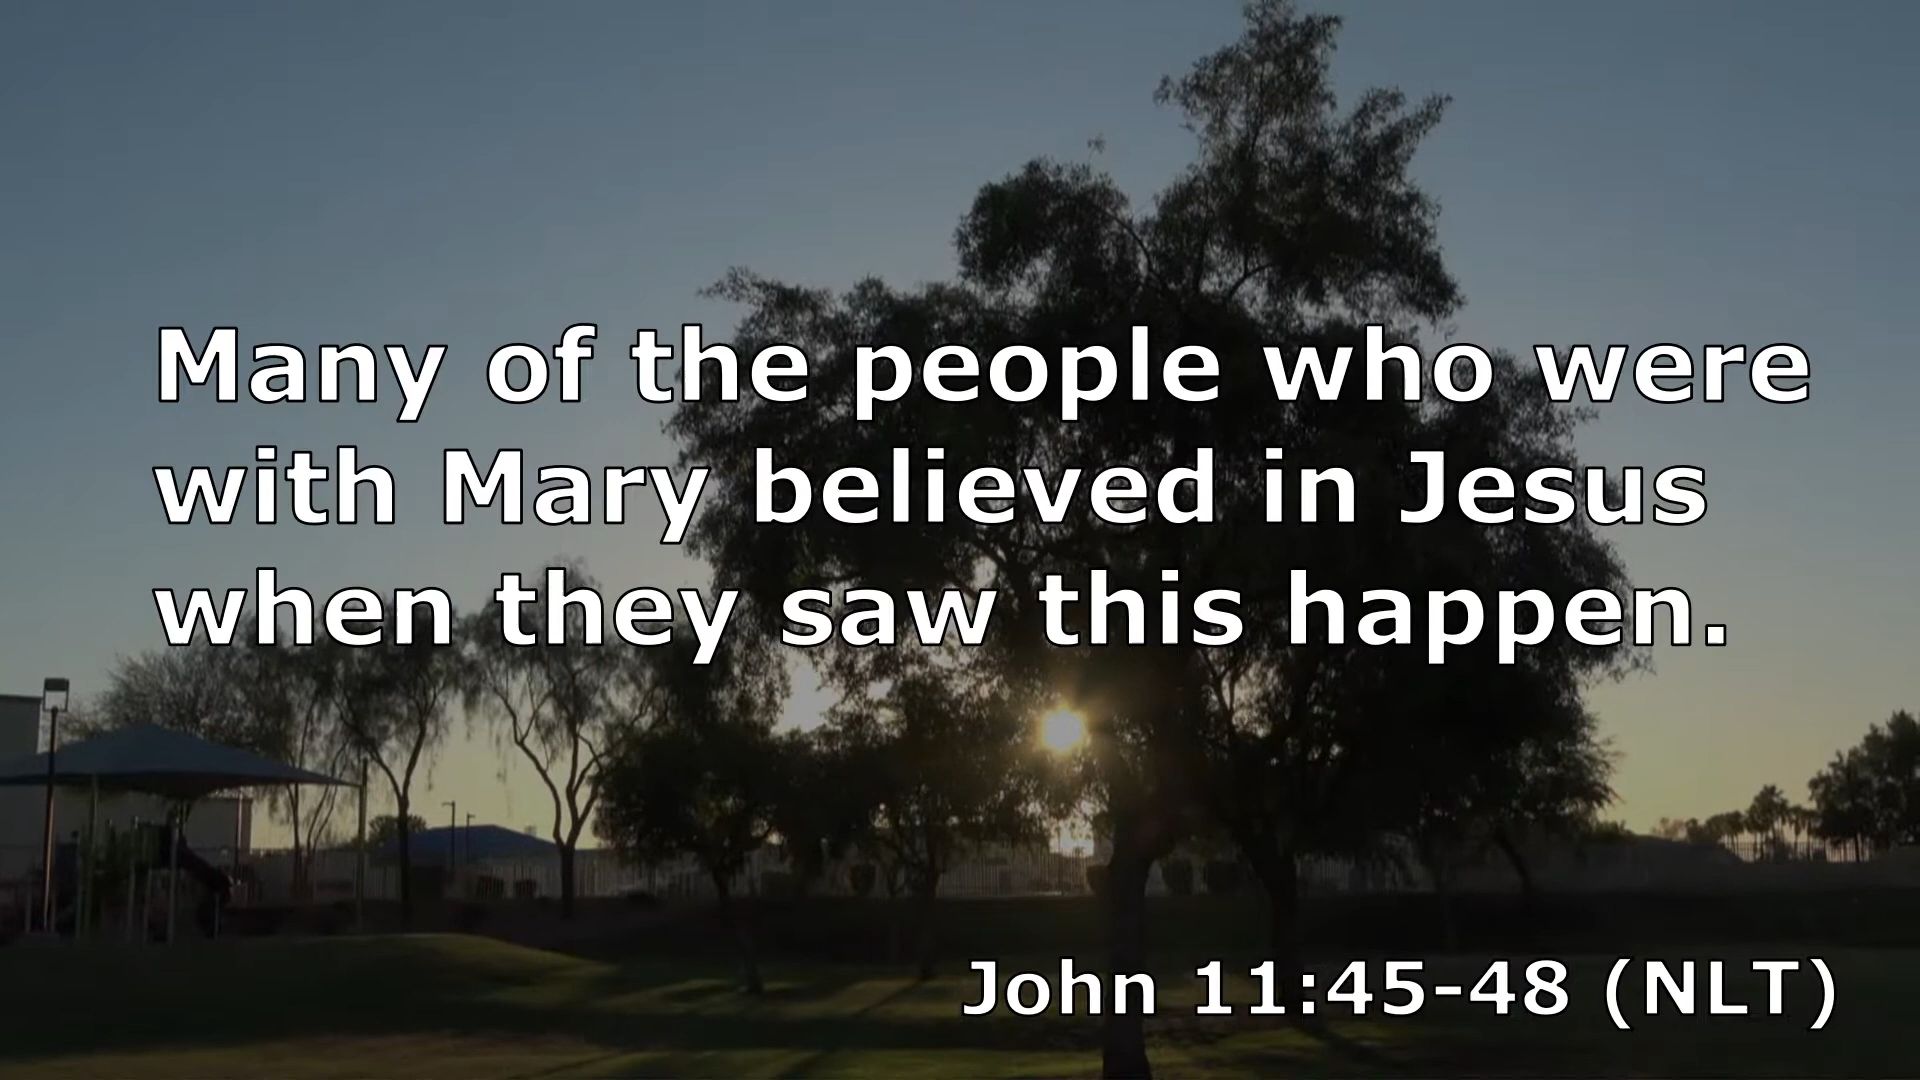 Many of the people who were
with Mary believed in Jesus
when they saw this happen.
John 11:45-48 (NLT)